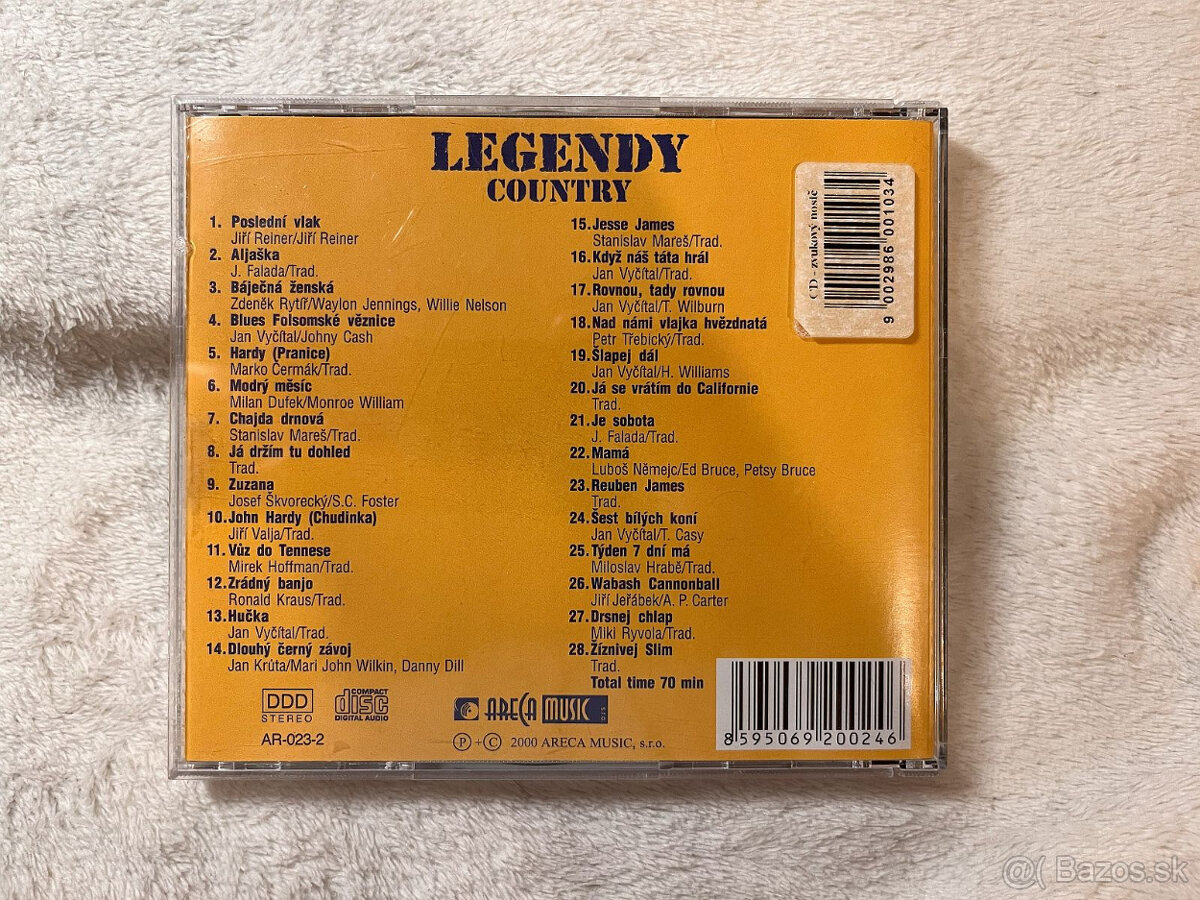 LEGENDY
COUNTRY
1. Poslední vlak
Jiří Reiner/Jiří Reiner
2. Aljaška
J. Falada/Trad.
3. Báječná ženská
Zdeněk Rytíř/Waylon Jennings, Willie Nelson
4. Blues Folsomské věznice
Jan Vyčítal/Johny Cash
5. Hardy (Pranice)
Marko Čermák/Trad.
6. Modrý měsíc
Milan Dufek/Monroe William
7. Chajda drnová
Stanislav Mareš/Trad.
8. Já držím tu dohled
Trad.
9. Zuzana
Josef Škvorecký/S.C. Foster
10. John Hardy (Chudinka)
Jiří Valja/Trad.
11. Vůz do Tennese
Mirek Hoffman/Trad.
12. Zrádný banjo
Ronald Kraus/Trad.
13. Hučka
Jan Vyčítal/Trad.
14. Dlouhý černý závoj
Jan Krůta/Mari John Wilkin, Danny Dill
15. Jesse James
Stanislav Mareš/Trad.
16. Když náš táta hrál
Jan Vyčítal/Trad.
17. Rovnou, tady rovnou
Jan Vyčítal/T. Wilburn
18. Nad námi vlajka hvězdnatá
Petr Třebický/Trad.
19. Šlapej dál
Jan Vyčítal/H. Williams
20. Já se vrátím do Californie
Trad.
21. Je sobota
J. Falada/Trad.
22. Mamá
Luboš Němejc/Ed Bruce, Petsy Bruce
23. Reuben James
Trad.
24. Šest bílých koní
Jan Vyčítal/T. Casy
25. Týden 7 dní má
Miloslav Hrabě/Trad.
26. Wabash Cannonball
Jiří Jeřábek/A. P. Carter
27. Drsnej chlap
Miki Ryvola/Trad.
28. Žíznivej Slim
Trad.
Total time 70 min
CD - zvukový nosič
9 002986 001034
DDD
STEREO
COMPACT
disc
DIGITAL AUDIO
ARECA MUSIC
AR-023-2
Ⓟ+Ⓒ 2000 ARECA MUSIC, s.r.o.
8 595069 200246
@( Bazos.sk